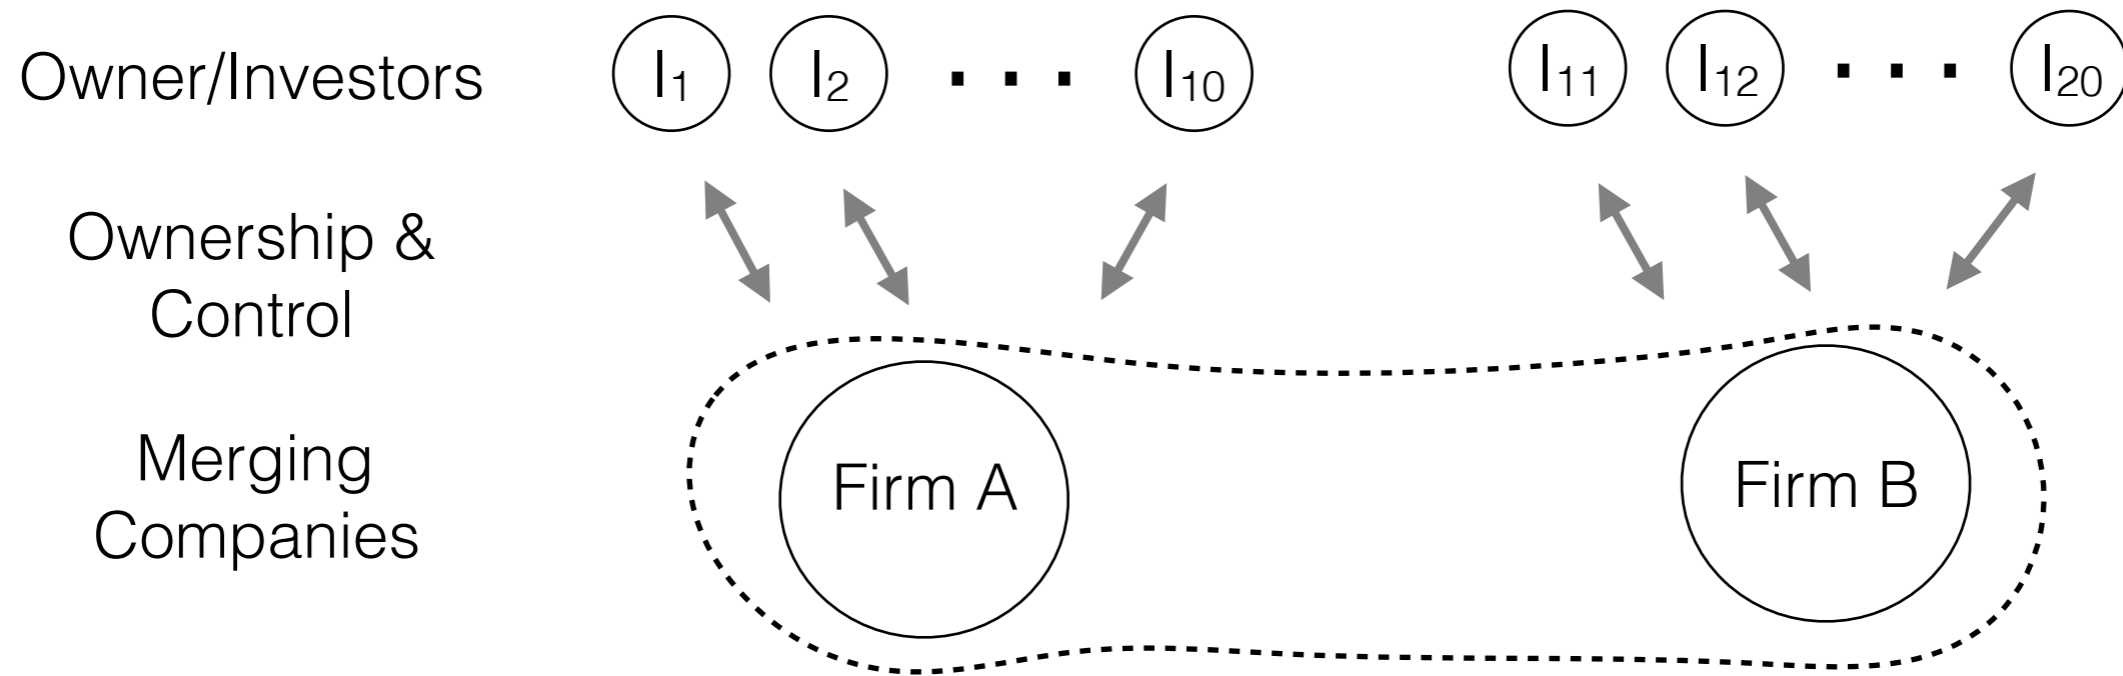 Owner/Investors I₁ I₂ ... I₁₀ I₁₁ I₁₂ ... I₂₀
Ownership &
Control
Merging
Companies
Firm A
Firm B